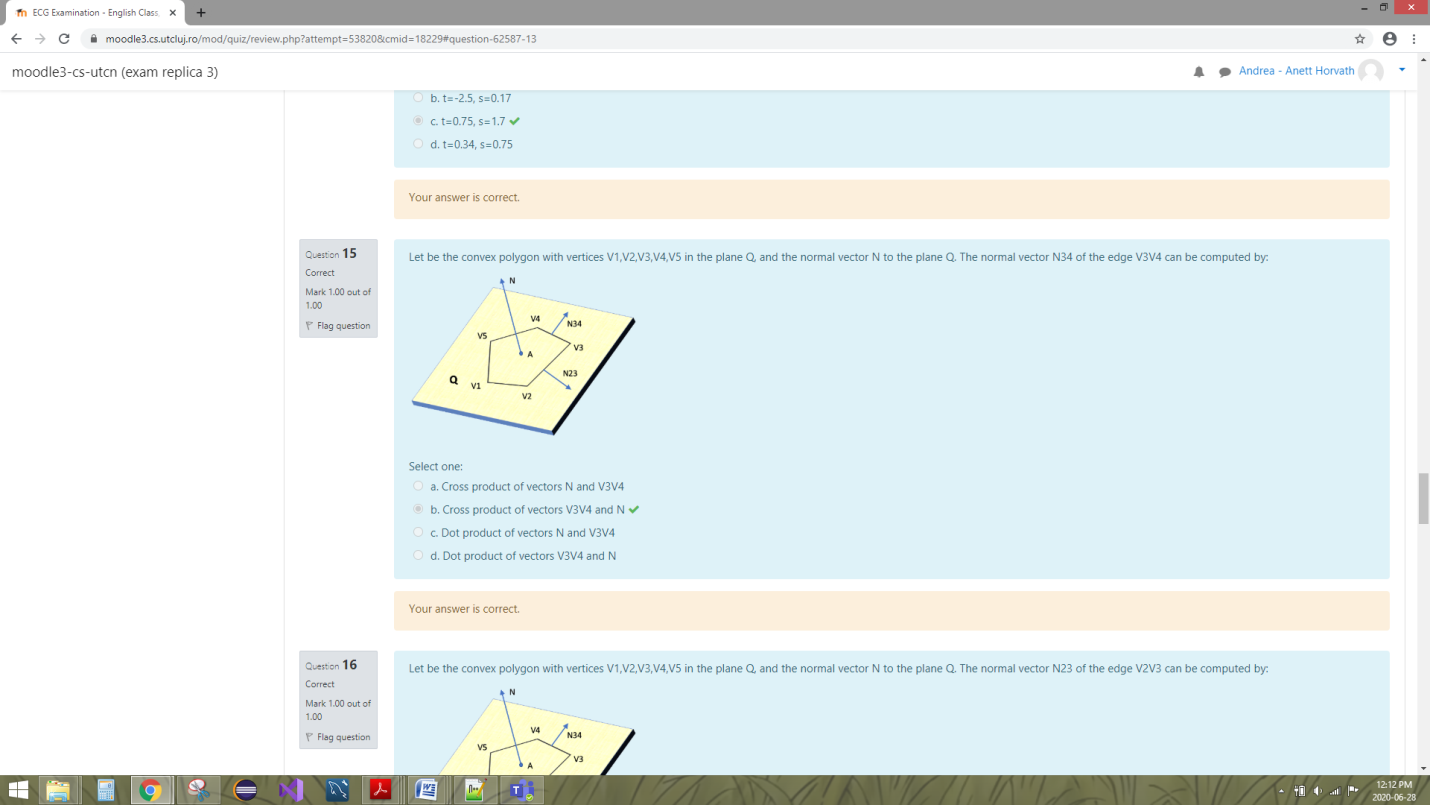 ECG Examination - English Class
moodle3.cs.utcluj.ro/mod/quiz/review.php?attempt=53820&cmid=18229#question-62587-13
moodle3-cs-utcn (exam replica 3)
Andrea - Anett Horvath
b. t=-2.5, s=0.17
c. t=0.75, s=1.7
d. t=0.34, s=0.75
Your answer is correct.
Question 15
Correct
Mark 1.00 out of
1.00
Flag question
Let be the convex polygon with vertices V1,V2,V3,V4,V5 in the plane Q, and the normal vector N to the plane Q. The normal vector N34 of the edge V3V4 can be computed by:
N
V4
N34
V5
V3
A
N23
Q
V1
V2
Select one:
a. Cross product of vectors N and V3V4
b. Cross product of vectors V3V4 and N
c. Dot product of vectors N and V3V4
d. Dot product of vectors V3V4 and N
Your answer is correct.
Question 16
Correct
Mark 1.00 out of
1.00
Flag question
Let be the convex polygon with vertices V1,V2,V3,V4,V5 in the plane Q, and the normal vector N to the plane Q. The normal vector N23 of the edge V2V3 can be computed by:
N
V4
N34
V5
V3
A
12:12 PM
2020-06-28